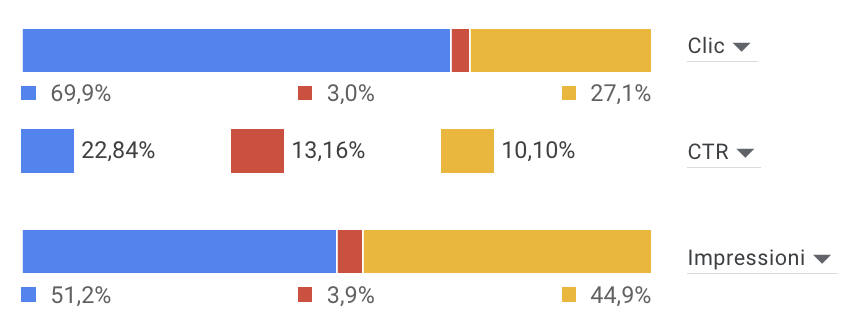 Clic
69,9% 3,0% 27,1%
22,84% 13,16% 10,10% CTR
Impressioni
51,2% 3,9% 44,9%